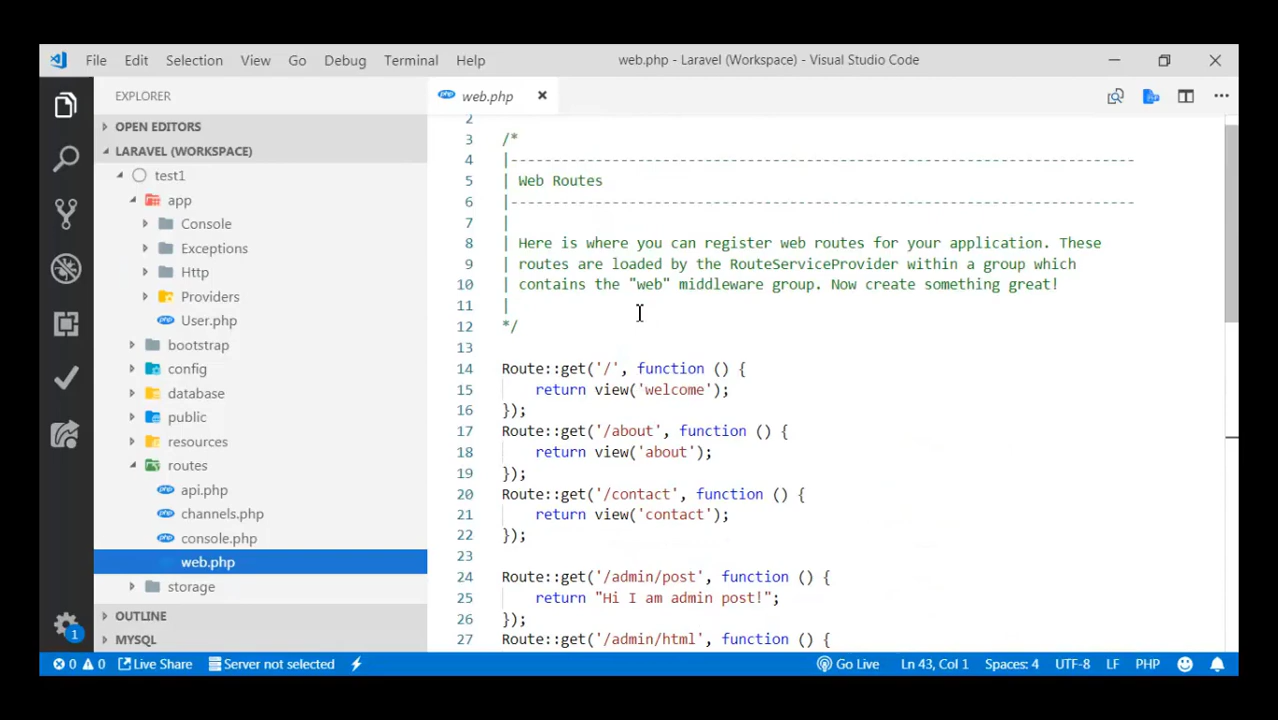 File Edit Selection View Go Debug Terminal Help web.php - Laravel (Workspace) - Visual Studio Code
EXPLORER
OPEN EDITORS
LARAVEL (WORKSPACE)
test1
app
Console
Exceptions
Http
Providers
User.php
bootstrap
config
database
public
resources
routes
api.php
channels.php
console.php
web.php
storage
OUTLINE
MYSQL
web.php
2
3 /*
4 |--------------------------------------------------------------------------
5 | Web Routes
6 |--------------------------------------------------------------------------
7 |
8 | Here is where you can register web routes for your application. These
9 | routes are loaded by the RouteServiceProvider within a group which
10 | contains the "web" middleware group. Now create something great!
11 |
12 */
13
14 Route::get('/', function () {
15     return view('welcome');
16 });
17 Route::get('/about', function () {
18     return view('about');
19 });
20 Route::get('/contact', function () {
21     return view('contact');
22 });
23
24 Route::get('/admin/post', function () {
25     return "Hi I am admin post!";
26 });
27 Route::get('/admin/html', function () {
1
0 0 Live Share Server not selected Go Live Ln 43, Col 1 Spaces: 4 UTF-8 LF PHP